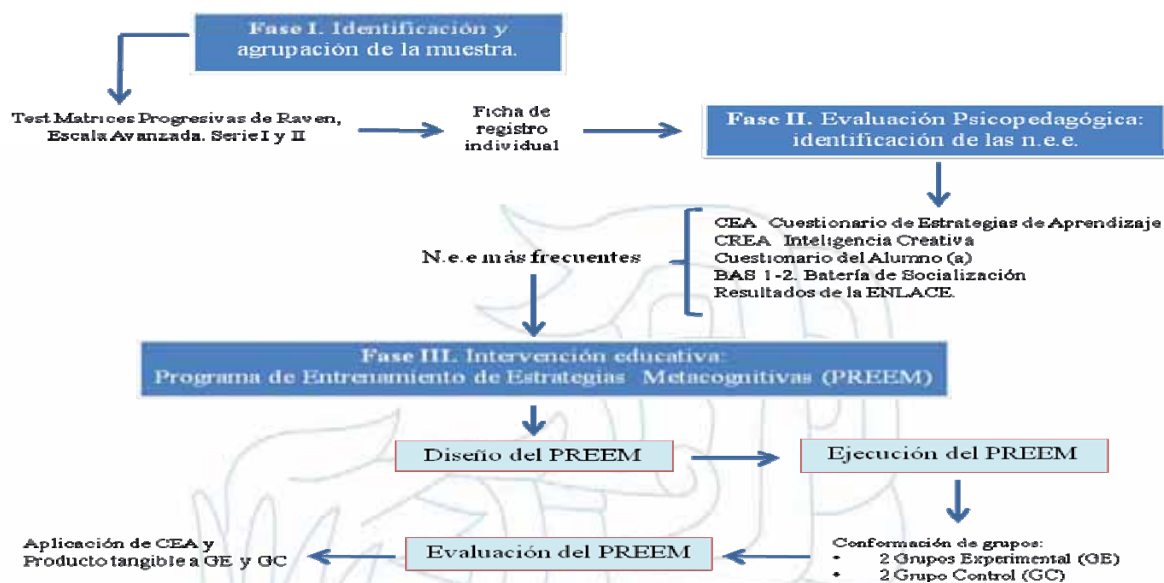 Fase I. Identificación y
agrupación de la muestra.
Test Matrices Progresivas de Raven,
Escala Avanzada. Serie I y II
Ficha de
registro
individual
Fase II. Evaluación Psicopedagógica:
identificación de las n.e.e.
CEA Cuestionario de Estrategias de Aprendizaje
CREA Inteligencia Creativa
Cuestionario del Alumno (a)
BAS 1-2. Batería de Socialización
Resultados de la ENLACE.
N.e.e más frecuentes
Fase III. Intervención educativa:
Programa de Entrenamiento de Estrategias Metacognitivas (PREEM)
Diseño del PREEM
Ejecución del PREEM
Conformación de grupos:
• 2 Grupos Experimental (GE)
• 2 Grupo Control (GC)
Evaluación del PREEM
Aplicación de CEA y
Producto tangible a GE y GC